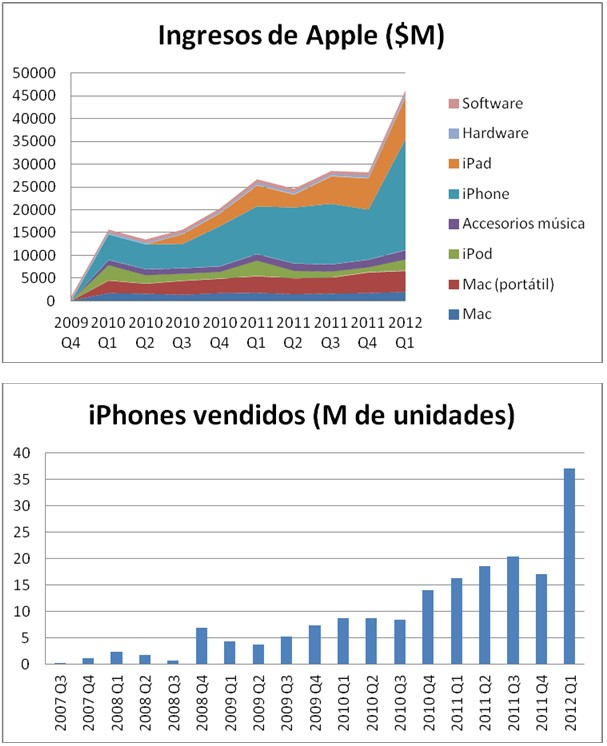 Ingresos de Apple ($M)
50000
45000
40000
35000
30000
25000
20000
15000
10000
5000
0
Software
Hardware
iPad
iPhone
Accesorios música
iPod
Mac (portátil)
Mac
2009 2010 2010 2010 2010 2011 2011 2011 2011 2012
Q4 Q1 Q2 Q3 Q4 Q1 Q2 Q3 Q4 Q1
iPhones vendidos (M de unidades)
40
35
30
25
20
15
10
5
0
2007 Q3
2007 Q4
2008 Q1
2008 Q2
2008 Q3
2008 Q4
2009 Q1
2009 Q2
2009 Q3
2009 Q4
2010 Q1
2010 Q2
2010 Q3
2010 Q4
2011 Q1
2011 Q2
2011 Q3
2011 Q4
2012 Q1